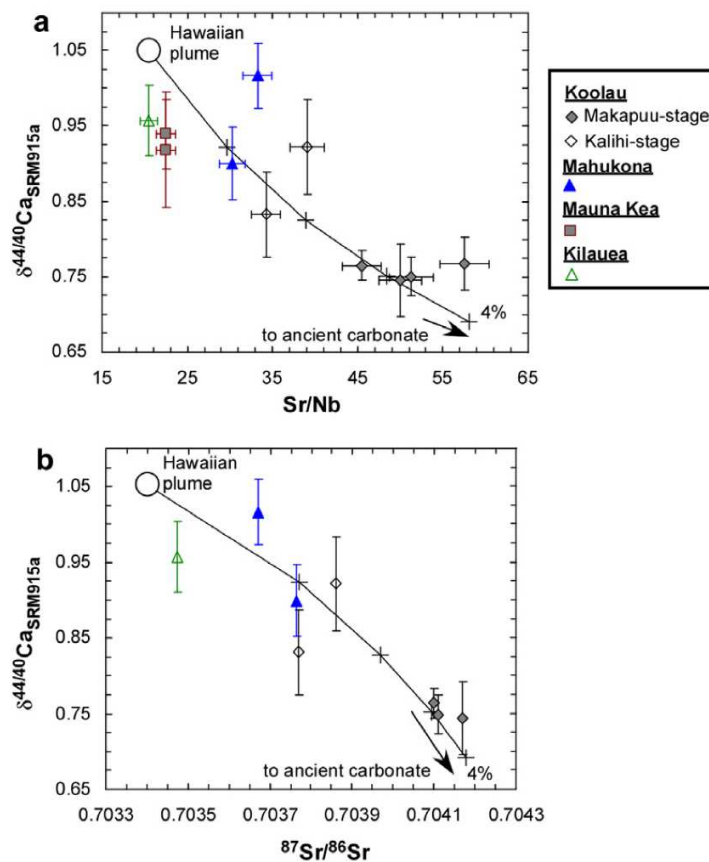 a
Hawaiian
plume
1.05
0.95
0.85
0.75
0.65
δ44/40CaSRM915a
4%
to ancient carbonate
15 25 35 45 55 65
Sr/Nb
Koolau
Makapuu-stage
Kalihi-stage
Mahukona
Mauna Kea
Kilauea
b
Hawaiian
plume
1.05
0.95
0.85
0.75
0.65
δ44/40CaSRM915a
to ancient carbonate
4%
0.7033 0.7035 0.7037 0.7039 0.7041 0.7043
87Sr/86Sr